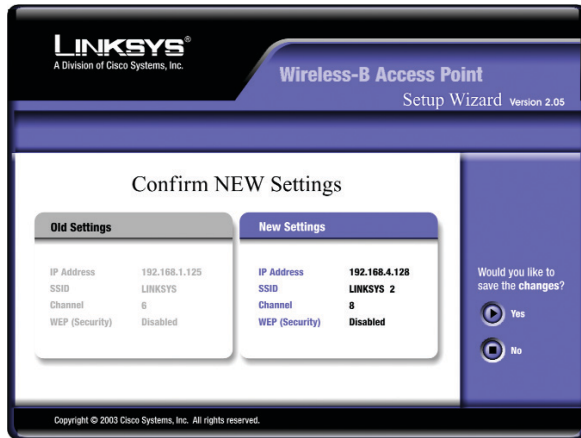 LINKSYS®
A Division of Cisco Systems, Inc.
Wireless-B Access Point
Setup Wizard Version 2.05
Confirm NEW Settings
Old Settings
IP Address 192.168.1.125
SSID LINKSYS
Channel 6
WEP (Security) Disabled
New Settings
IP Address 192.168.4.128
SSID LINKSYS 2
Channel 8
WEP (Security) Disabled
Would you like to
save the changes?
Yes
No
Copyright © 2003 Cisco Systems, Inc. All rights reserved.